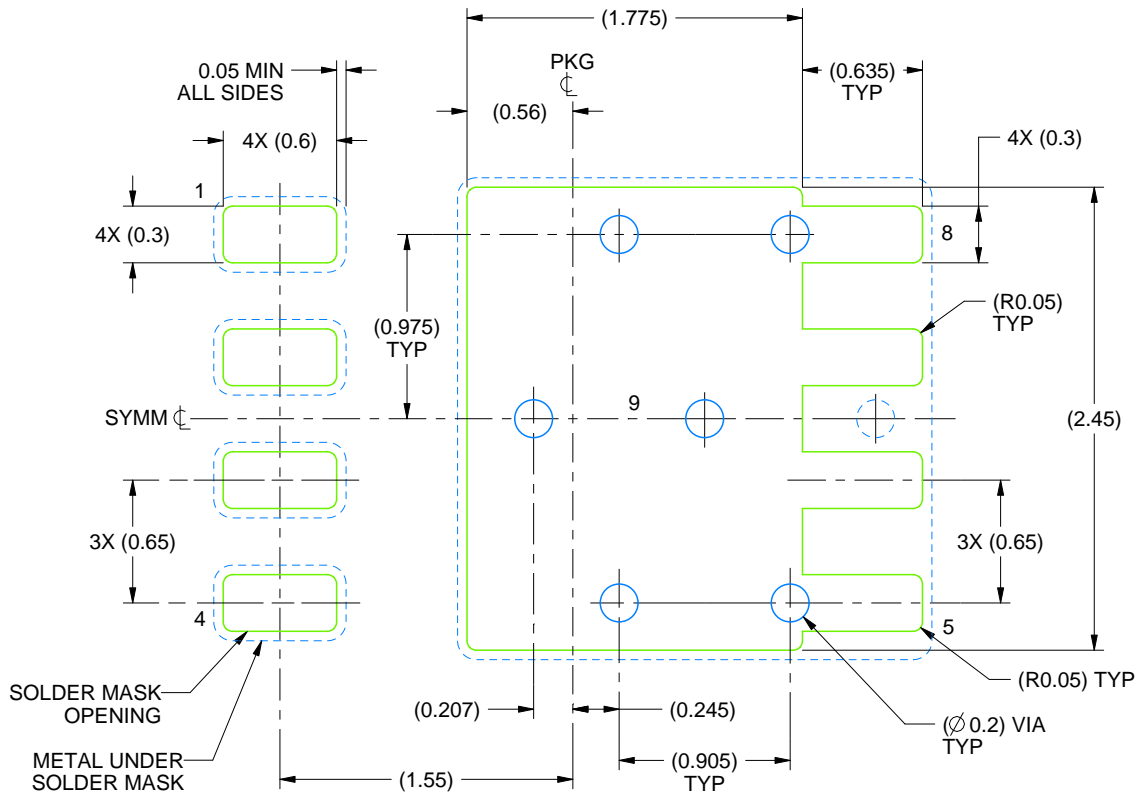 (1.775)
PKG
℄
0.05 MIN
ALL SIDES
(0.635)
TYP
(0.56)
4X (0.6)
4X (0.3)
1
4X (0.3)
8
(0.975)
TYP
(R0.05)
TYP
SYMM ℄
9
(2.45)
3X (0.65)
3X (0.65)
4
5
SOLDER MASK
OPENING
(R0.05) TYP
(0.207)
(0.245)
(∅ 0.2) VIA
TYP
METAL UNDER
SOLDER MASK
(0.905)
TYP
(1.55)